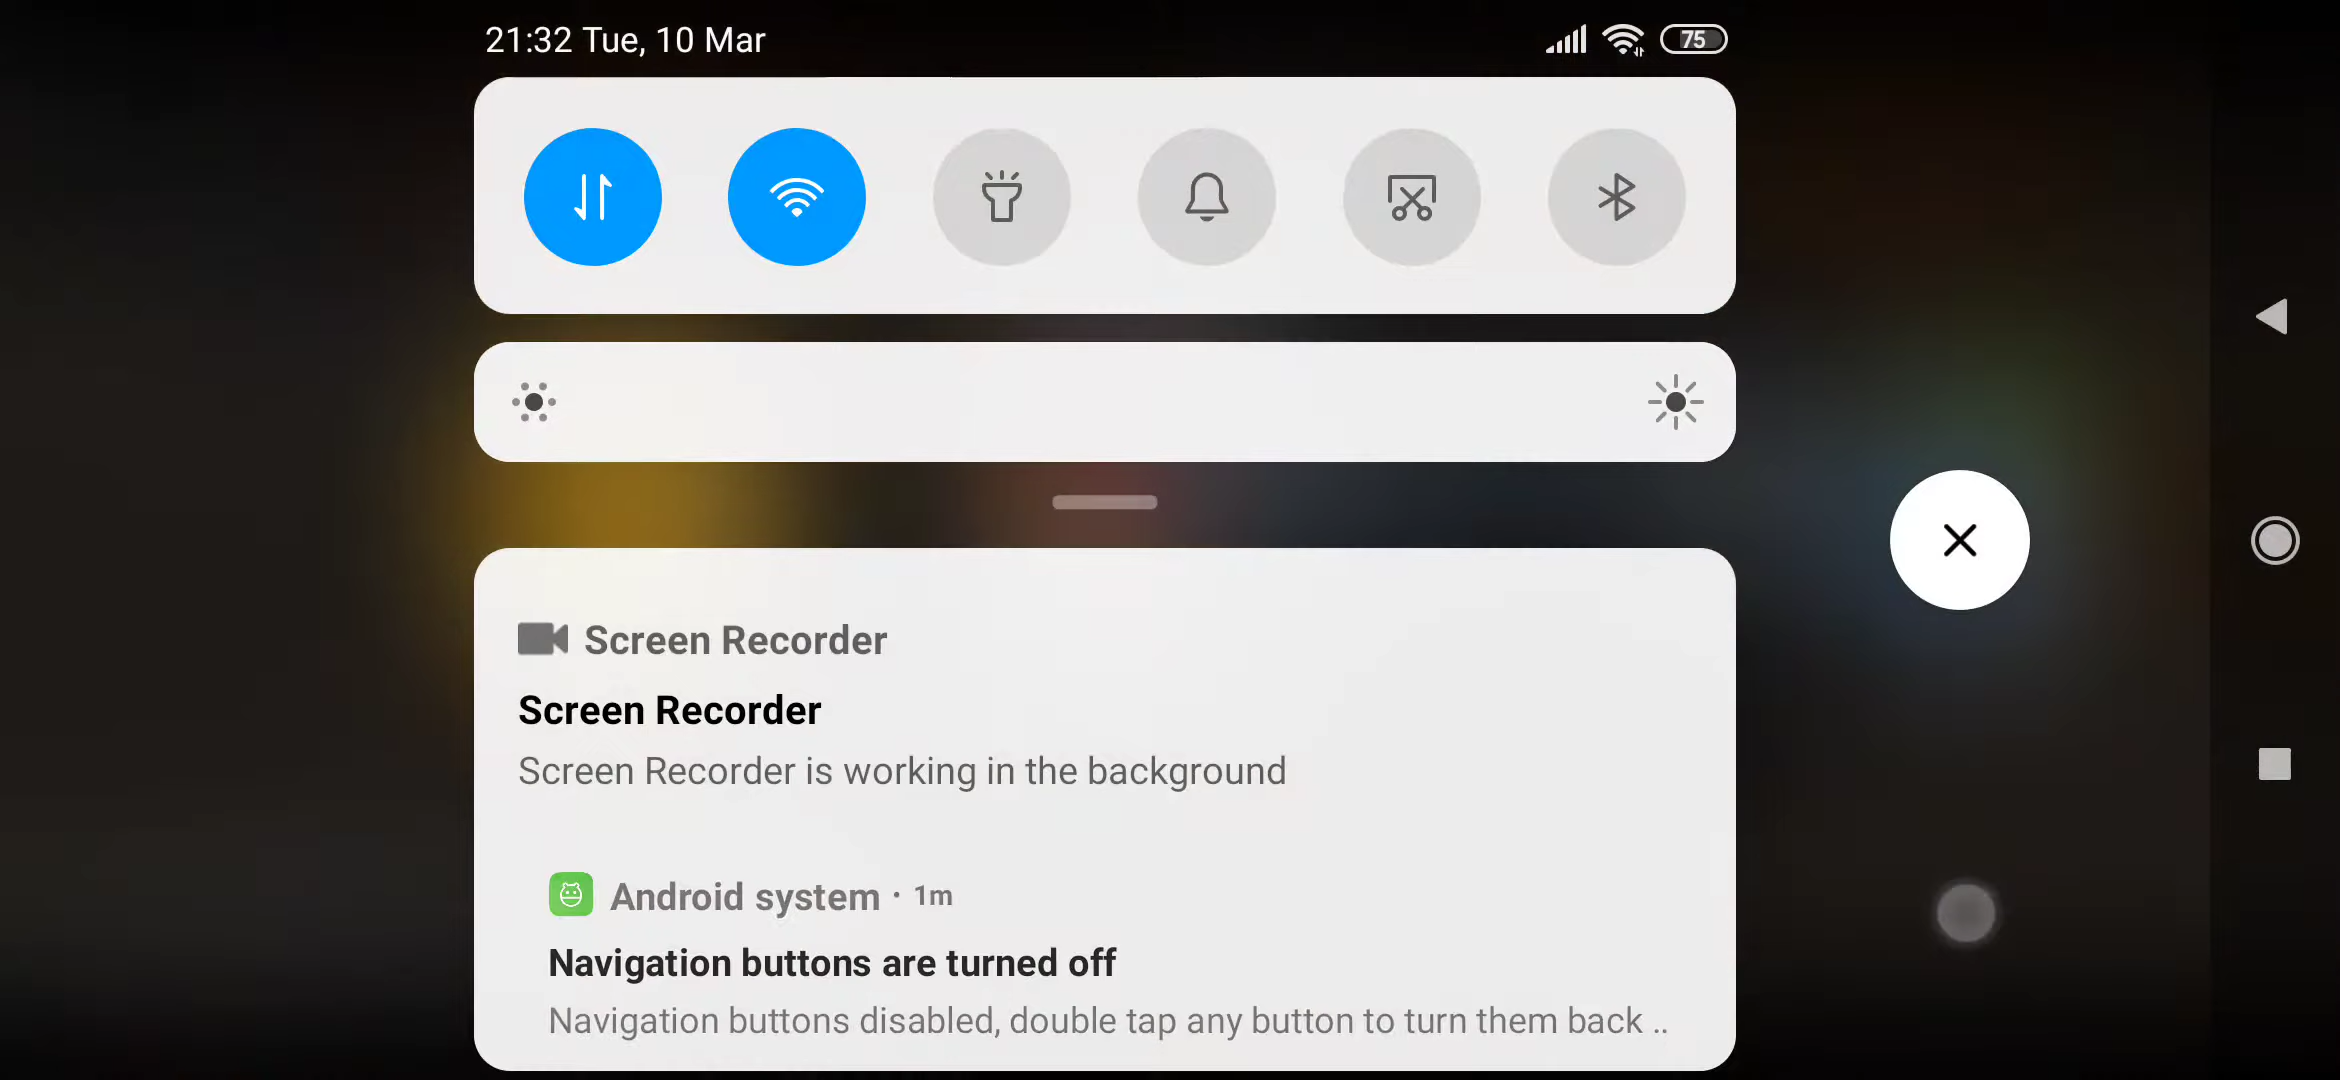 21:32 Tue, 10 Mar
75
Screen Recorder
Screen Recorder
Screen Recorder is working in the background
Android system · 1m
Navigation buttons are turned off
Navigation buttons disabled, double tap any button to turn them back ..